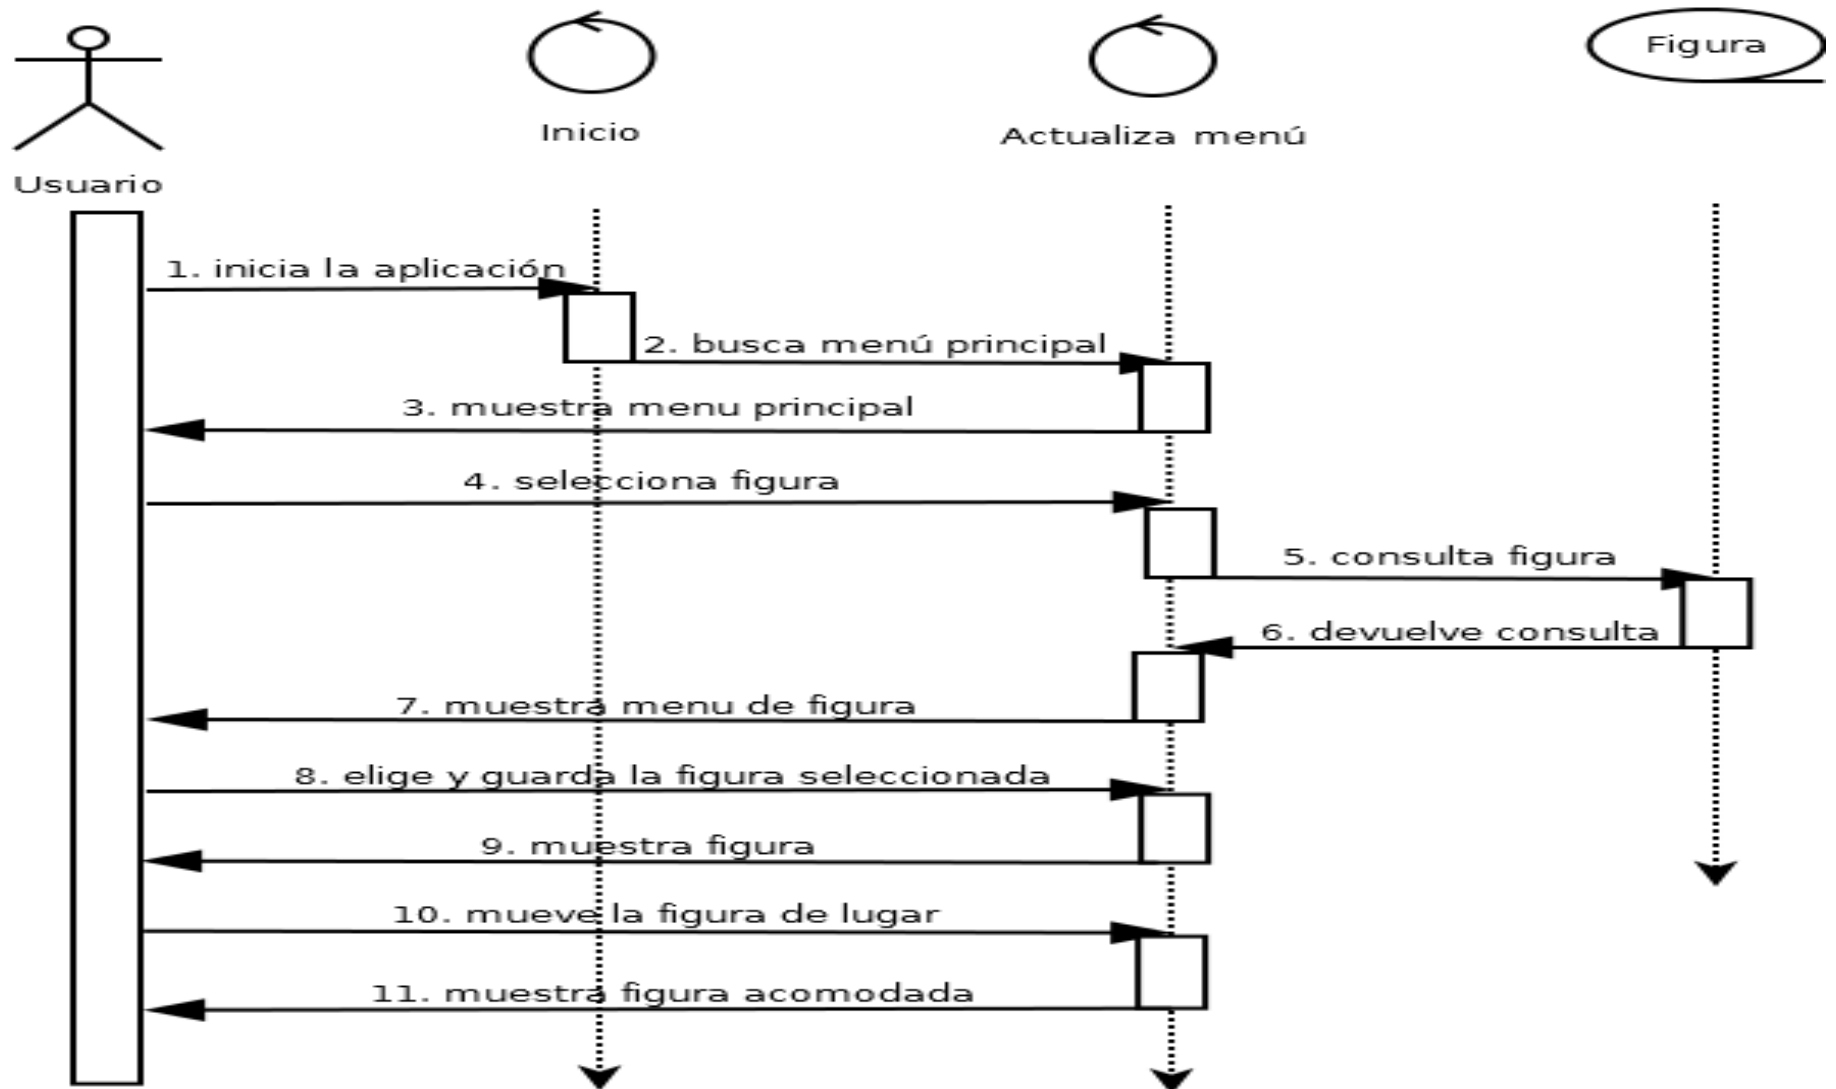 Figura
Inicio
Actualiza menú
Usuario
1. inicia la aplicación
2. busca menú principal
3. muestra menu principal
4. selecciona figura
5. consulta figura
6. devuelve consulta
7. muestra menu de figura
8. elige y guarda la figura seleccionada
9. muestra figura
10. mueve la figura de lugar
11. muestra figura acomodada